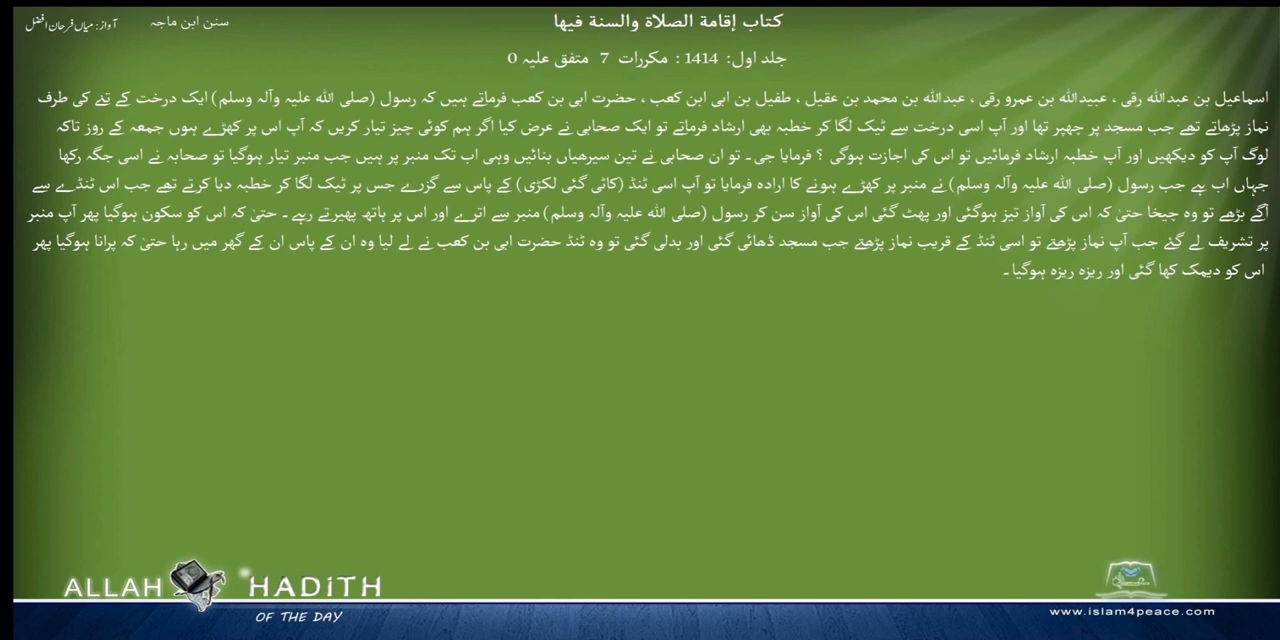 کتاب إقامة الصلاة والسنة فیها
سنن ابن ماجہ
آواز: میاں فرحان افضل
جلد اول: 1414 : مکررات 7 متفق علیہ 0
اسماعیل بن عبداللہ رقی ، عبیداللہ بن عمرو رقی ، عبداللہ بن محمد بن عقیل ، طفیل بن ابی ابن کعب ، حضرت ابی بن کعب فرماتے ہیں کہ رسول (صلی اللہ علیہ وآلہ وسلم) ایک درخت کے تنے کی طرف
نماز پڑھاتے تھے جب مسجد پر چھپر تھا اور آپ اسی درخت سے ٹیک لگا کر خطبہ بھی ارشاد فرماتے تو ایک صحابی نے عرض کیا اگر ہم کوئی چیز تیار کریں کہ آپ اس پر کھڑے ہوں جمعہ کے روز تاکہ
لوگ آپ کو دیکھیں اور آپ خطبہ ارشاد فرمائیں تو اس کی اجازت ہوگی ؟ فرمایا جی ۔ تو ان صحابی نے تین سیرھیاں بنائیں وہی اب تک منبر پر ہیں جب منبر تیار ہوگیا تو صحابہ نے اسی جگہ رکھا
جہاں اب ہے جب رسول (صلی اللہ علیہ وآلہ وسلم) نے منبر پر کھڑے ہونے کا ارادہ فرمایا تو آپ اسی ٹنڈ (کاٹی گئی لکڑی) کے پاس سے گزرے جس پر ٹیک لگا کر خطبہ دیا کرتے تھے جب اس ٹنڈے سے
آگے بڑھے تو وہ چیخا حتیٰ کہ اس کی آواز تیز ہوگئی اور پھٹ گئی اس کی آواز سن کر رسول (صلی اللہ علیہ وآلہ وسلم) منبر سے اترے اور اس پر ہاتھ پھیرتے رہے ۔ حتیٰ کہ اس کو سکون ہوگیا پھر آپ منبر
پر تشریف لے گئے جب آپ نماز پڑھتے تو اسی ٹنڈ کے قریب نماز پڑھتے جب مسجد ڈھائی گئی اور بدلی گئی تو وہ ٹنڈ حضرت ابی بن کعب نے لے لیا وہ ان کے پاس ان کے گھر میں رہا حتیٰ کہ پرانا ہوگیا پھر
اس کو دیمک کھا گئی اور ریزہ ریزہ ہوگیا ۔
ALLAH HADiTH
OF THE DAY
www.islam4peace.com